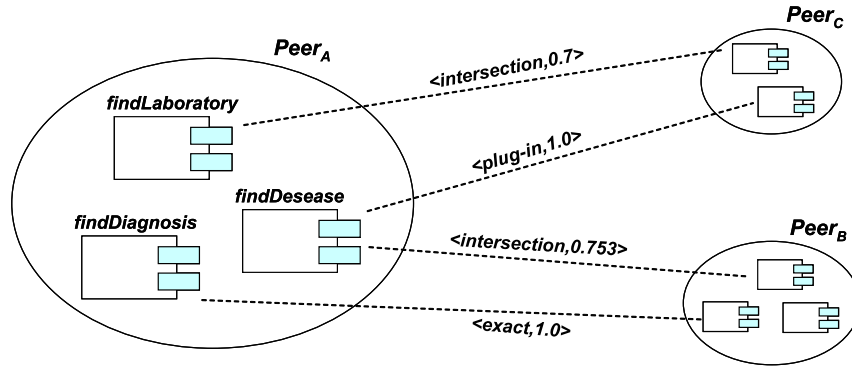 Peer_A
Peer_C
<intersection,0.7>
findLaboratory
<plug-in,1.0>
findDesease
findDiagnosis
Peer_B
<intersection,0.753>
<exact,1.0>